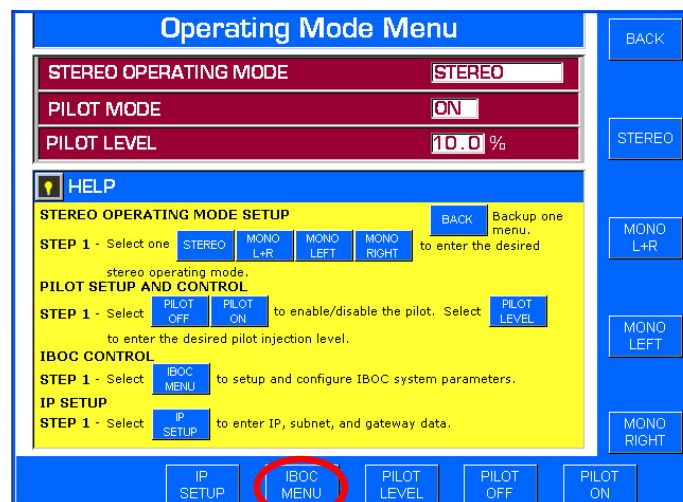 Operating Mode Menu
STEREO OPERATING MODE STEREO
PILOT MODE ON
PILOT LEVEL 10.0 %
HELP
STEREO OPERATING MODE SETUP BACK Backup one menu.
STEP 1 - Select one STEREO MONO L+R MONO LEFT MONO RIGHT to enter the desired
stereo operating mode.
PILOT SETUP AND CONTROL
STEP 1 - Select PILOT OFF PILOT ON to enable/disable the pilot. Select PILOT LEVEL
to enter the desired pilot injection level.
IBOC CONTROL
STEP 1 - Select IBOC MENU to setup and configure IBOC system parameters.
IP SETUP
STEP 1 - Select IP SETUP to enter IP, subnet, and gateway data.
BACK
STEREO
MONO
L+R
MONO
LEFT
MONO
RIGHT
IP SETUP
IBOC MENU
PILOT LEVEL
PILOT OFF
PILOT ON